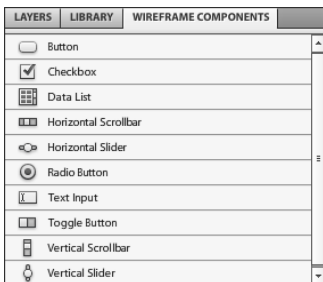 LAYERS LIBRARY WIREFRAME COMPONENTS
Button
Checkbox
Data List
Horizontal Scrollbar
Horizontal Slider
Radio Button
Text Input
Toggle Button
Vertical Scrollbar
Vertical Slider